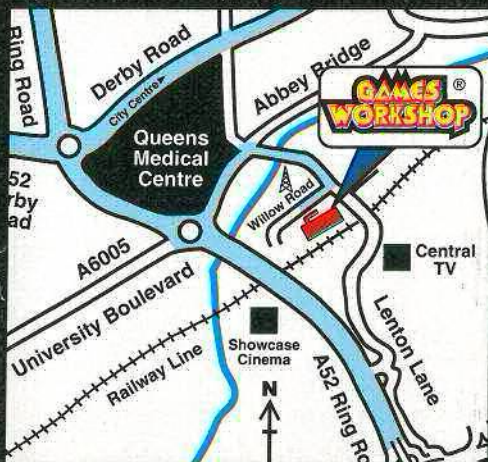 Ring Road
Derby Road
City Centre
Abbey Bridge
GAMES ®
WORKSHOP
Queens
Medical
Centre
Willow Road
A6005
University Boulevard
Central
TV
Lenton Lane
Railway Line
Showcase
Cinema
A52 Ring Ro
N
52
rby
ad